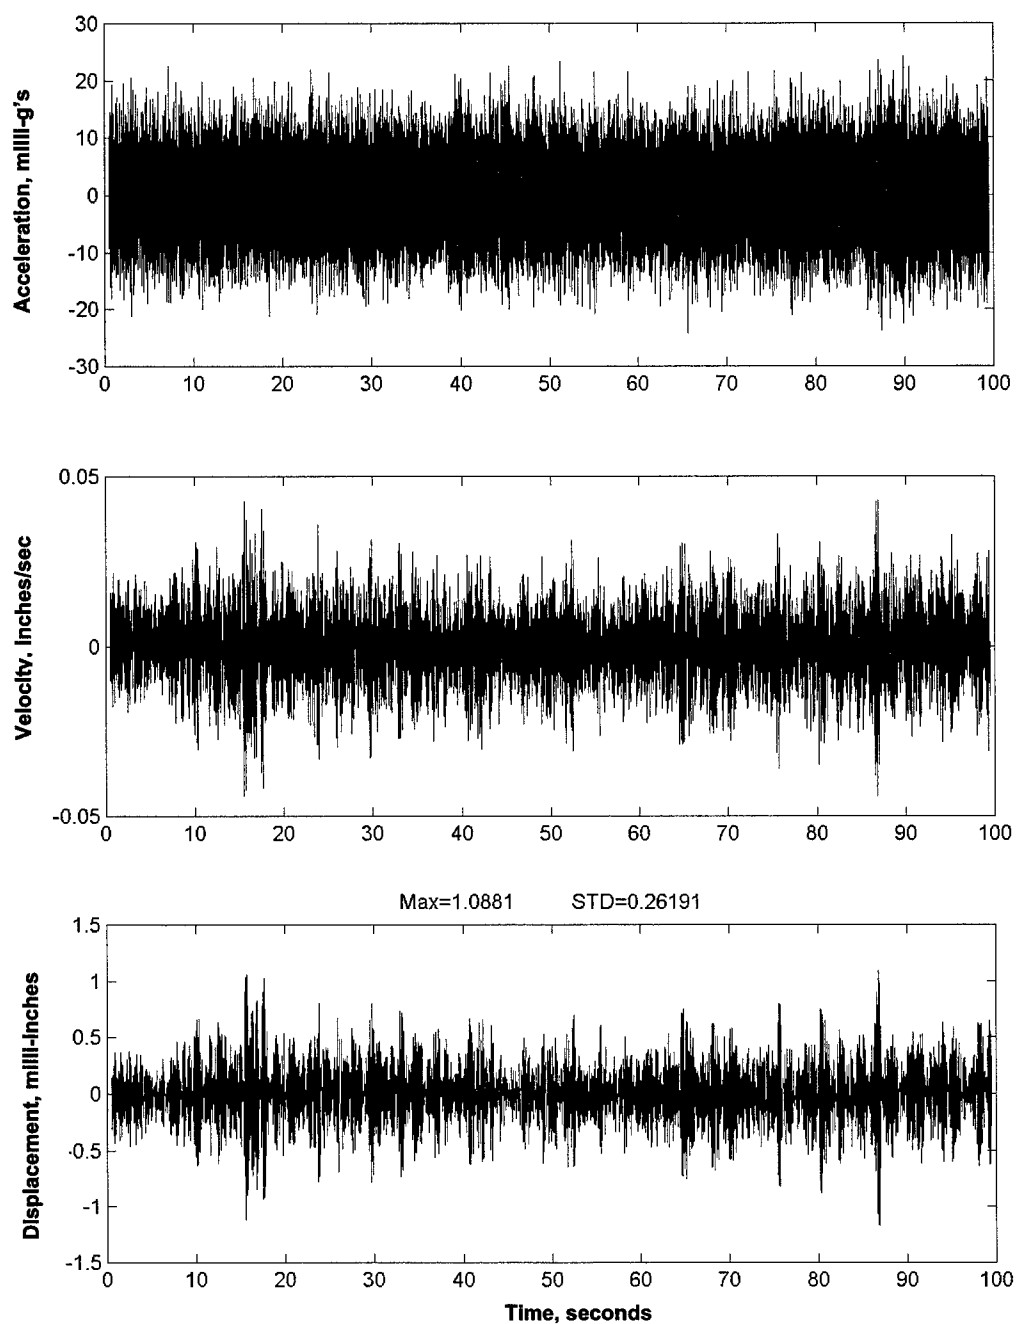 30
20
10
0
-10
-20
-30
Acceleration, milli-g's
0 10 20 30 40 50 60 70 80 90 100
0.05
0
-0.05
Velocity, inches/sec
0 10 20 30 40 50 60 70 80 90 100
Max=1.0881 STD=0.26191
1.5
1
0.5
0
-0.5
-1
-1.5
Displacement, milli-inches
0 10 20 30 40 50 60 70 80 90 100
Time, seconds